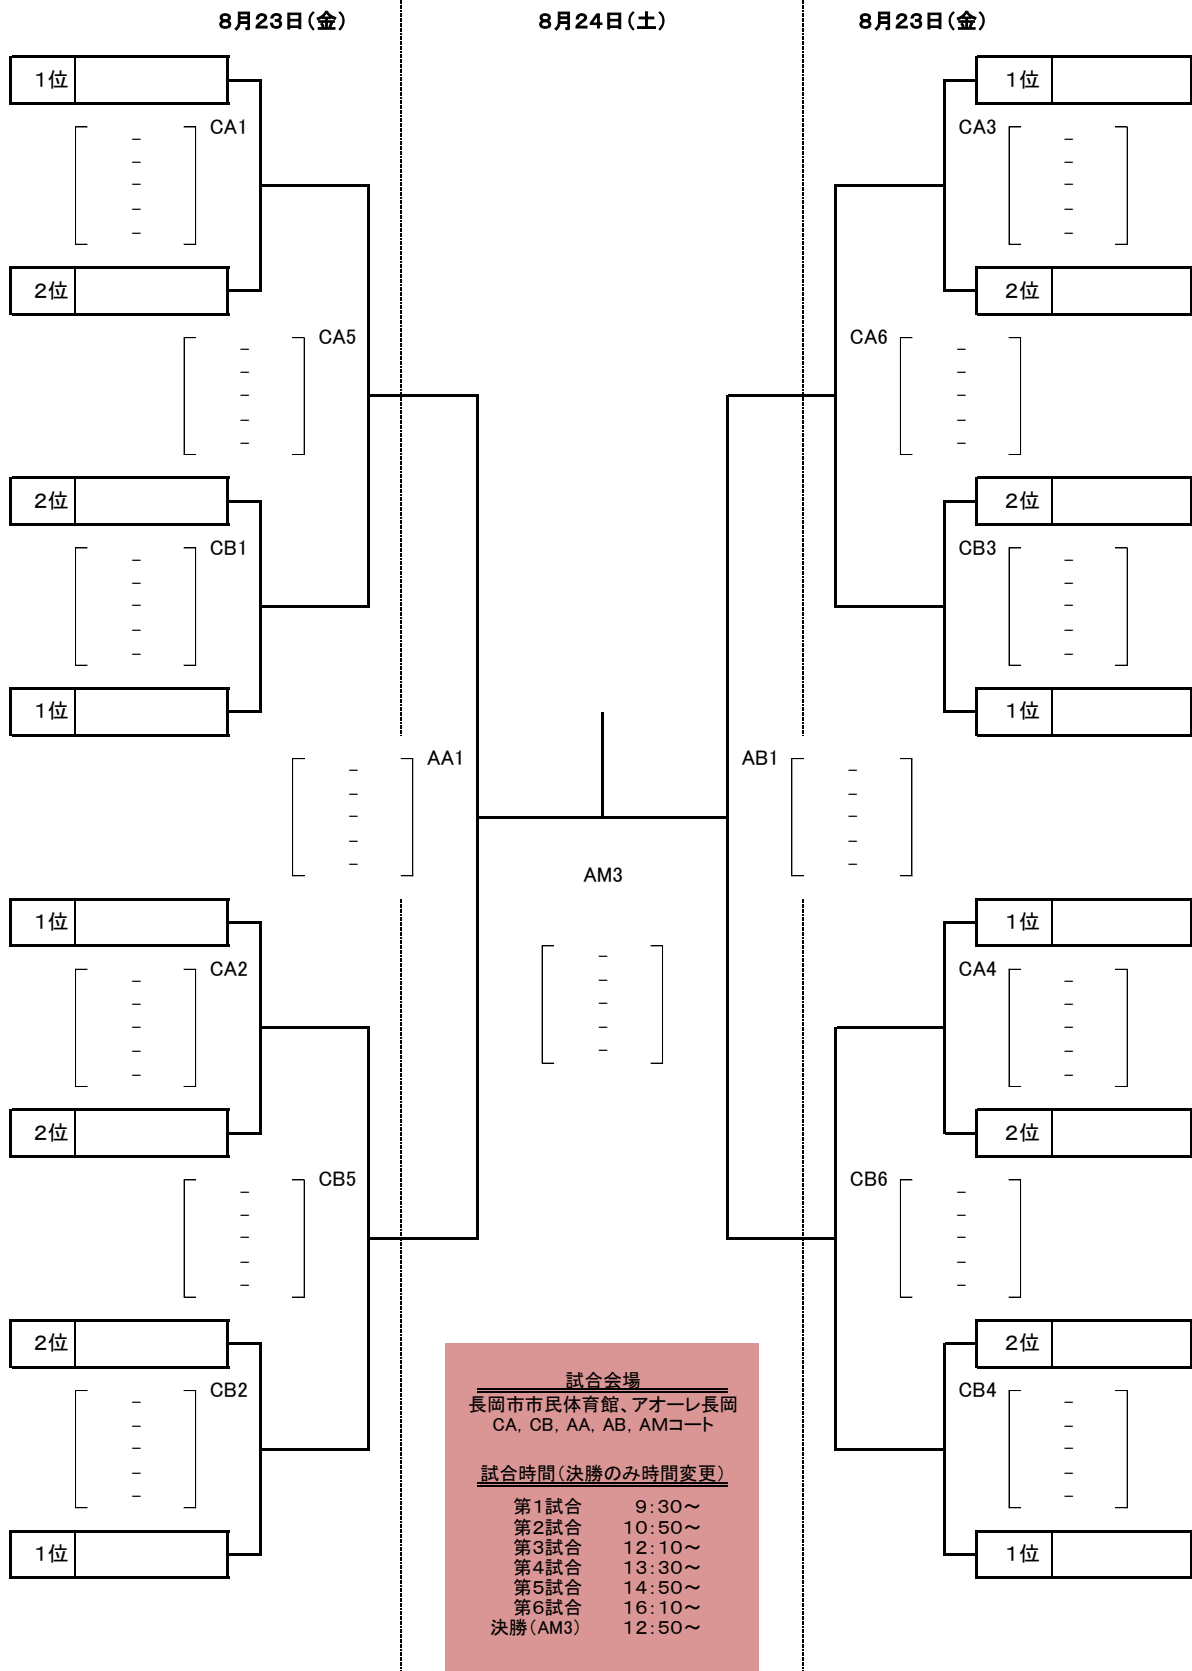 8月23日(金)
8月24日(土)
8月23日(金)
1位
1位
CA1
CA3
-
-
-
-
-
-
-
-
-
-
2位
2位
CA5
CA6
-
-
-
-
-
-
-
-
-
-
2位
2位
CB1
CB3
-
-
-
-
-
-
-
-
-
-
1位
1位
AA1
AB1
-
-
-
-
-
-
-
-
-
-
AM3
1位
1位
-
-
-
-
-
CA2
CA4
-
-
-
-
-
-
-
-
-
-
2位
2位
CB5
CB6
-
-
-
-
-
-
-
-
-
-
2位
2位
CB2
CB4
-
-
-
-
-
-
-
-
-
-
1位
1位
試合会場
長岡市市民体育館、アオーレ長岡
CA, CB, AA, AB, AMコート
試合時間(決勝のみ時間変更)
第1試合 9:30～
第2試合 10:50～
第3試合 12:10～
第4試合 13:30～
第5試合 14:50～
第6試合 16:10～
決勝(AM3) 12:50～